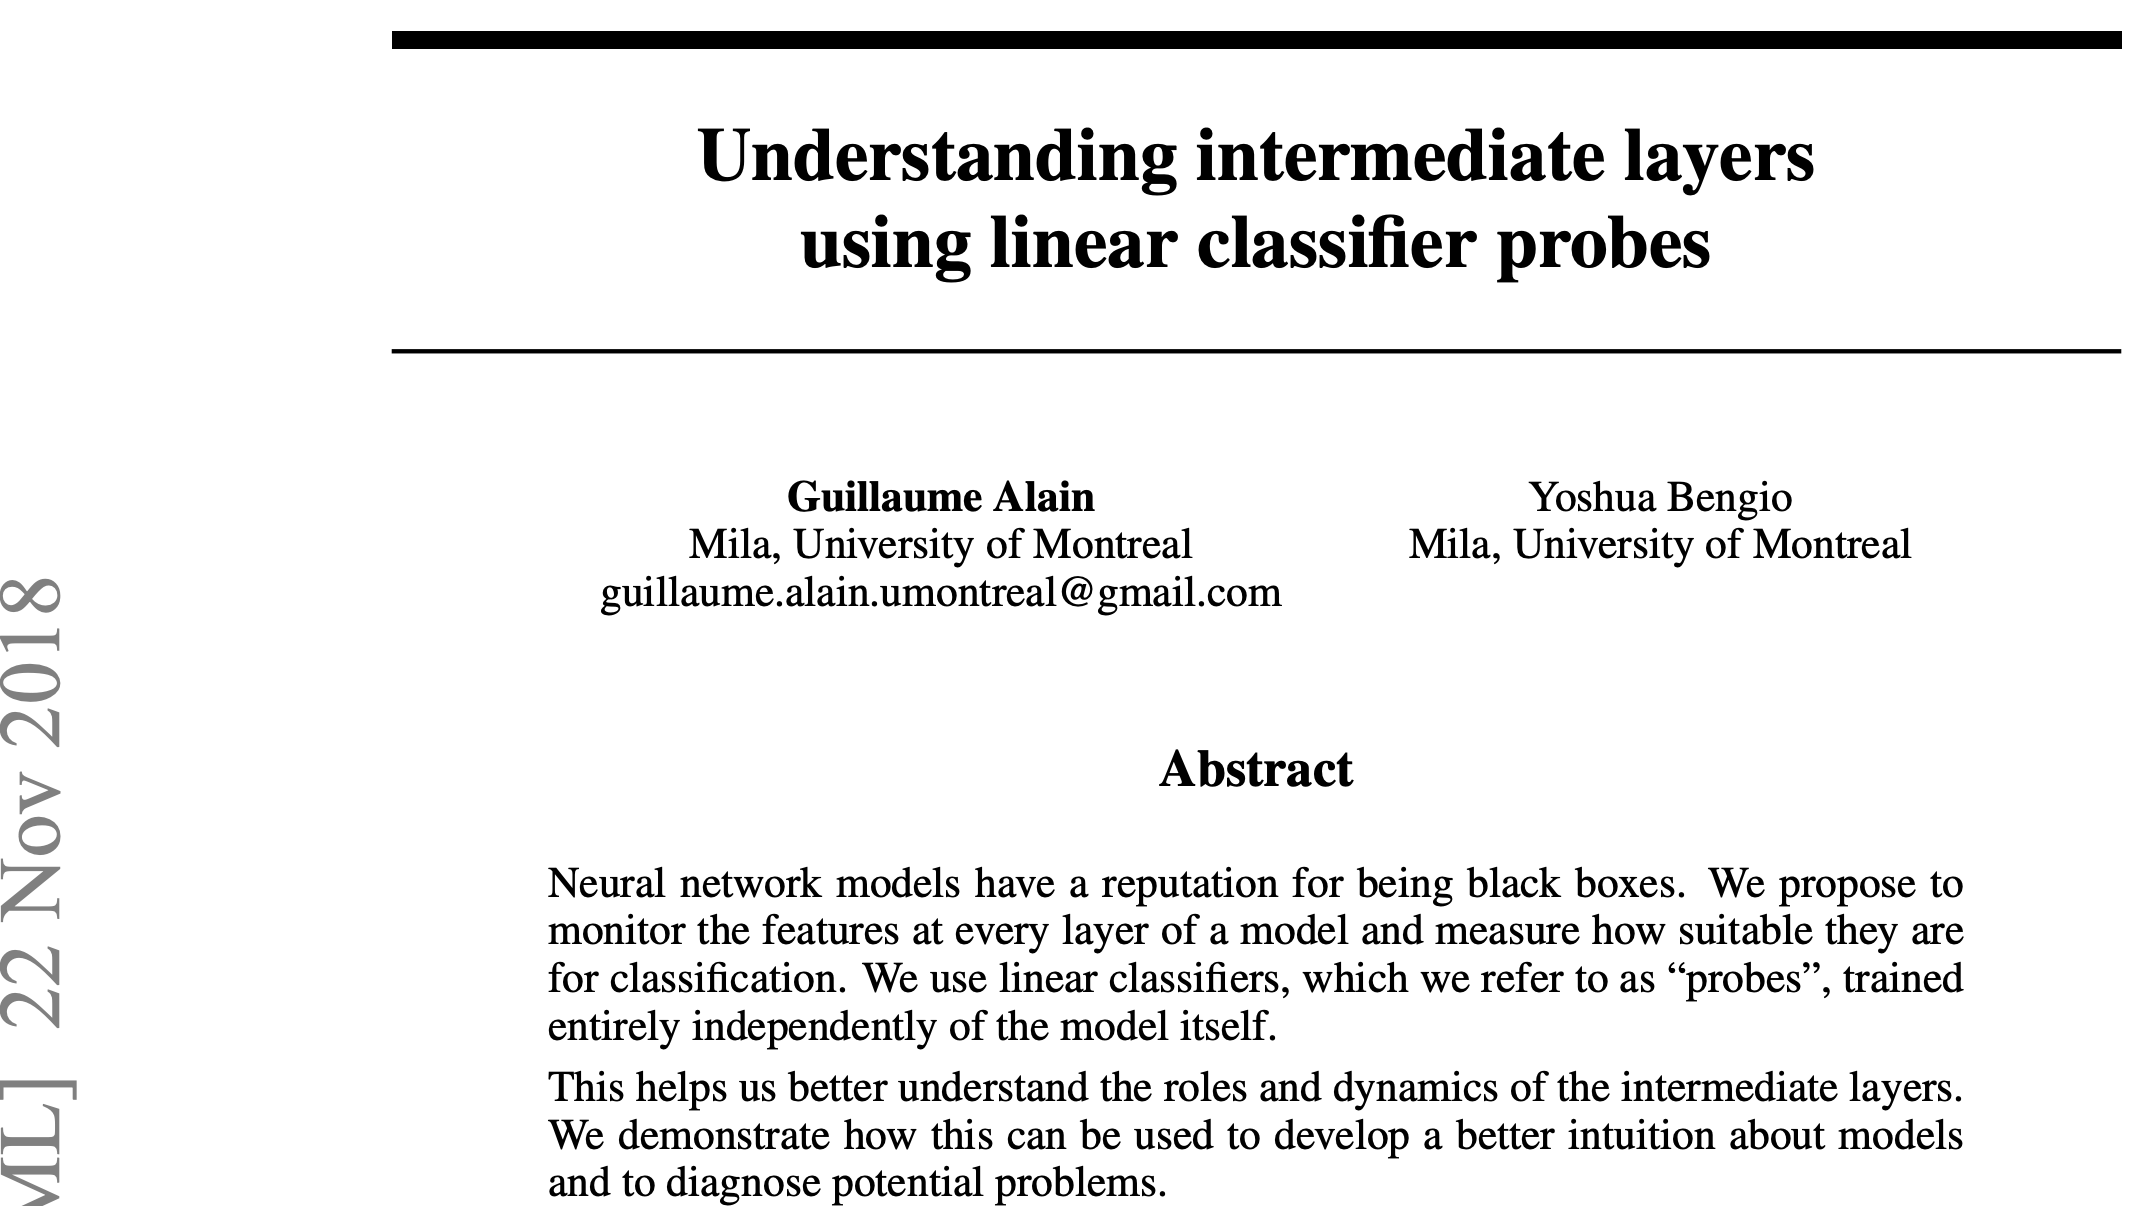 Understanding intermediate layers
using linear classifier probes
Guillaume Alain
Mila, University of Montreal
guillaume.alain.umontreal@gmail.com
Yoshua Bengio
Mila, University of Montreal
Abstract
Neural network models have a reputation for being black boxes. We propose to
monitor the features at every layer of a model and measure how suitable they are
for classification. We use linear classifiers, which we refer to as “probes”, trained
entirely independently of the model itself.
This helps us better understand the roles and dynamics of the intermediate layers.
We demonstrate how this can be used to develop a better intuition about models
and to diagnose potential problems.
ML] 22 Nov 2018